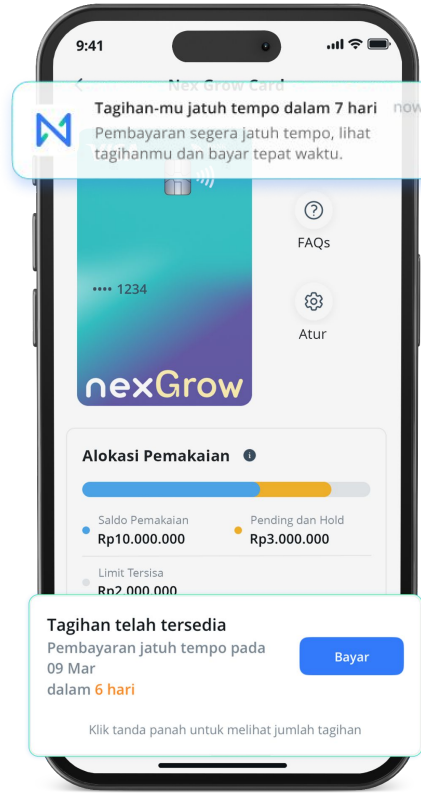 9:41
Nex Grow Card
Tagihan-mu jatuh tempo dalam 7 hari now
Pembayaran segera jatuh tempo, lihat
tagihanmu dan bayar tepat waktu.
VISA
FAQs
•••• 1234
Atur
nexGrow
Alokasi Pemakaian
Saldo Pemakaian
Rp10.000.000
Pending dan Hold
Rp3.000.000
Limit Tersisa
Rp2.000.000
Tagihan telah tersedia
Pembayaran jatuh tempo pada
09 Mar
dalam 6 hari
Bayar
Klik tanda panah untuk melihat jumlah tagihan